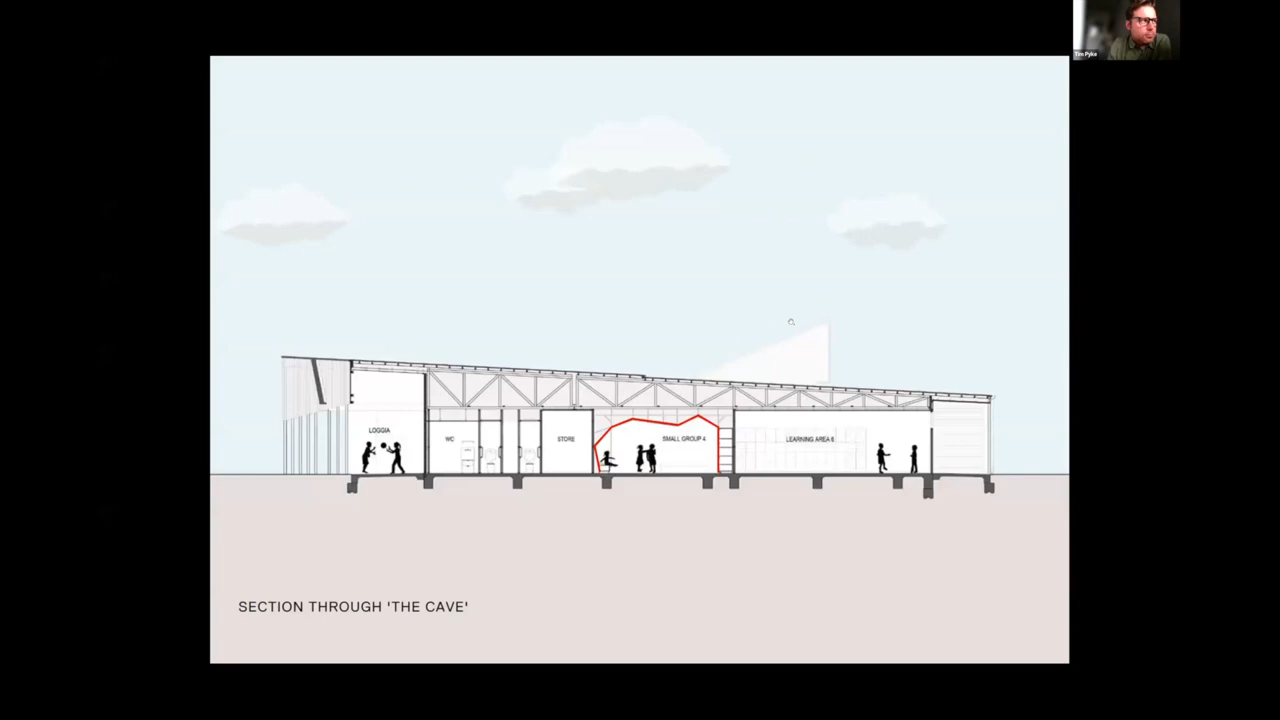 Tim Pyke
LOGGIA
WC
STORE
SMALL GROUP 4
LEARNING AREA 6
SECTION THROUGH 'THE CAVE'